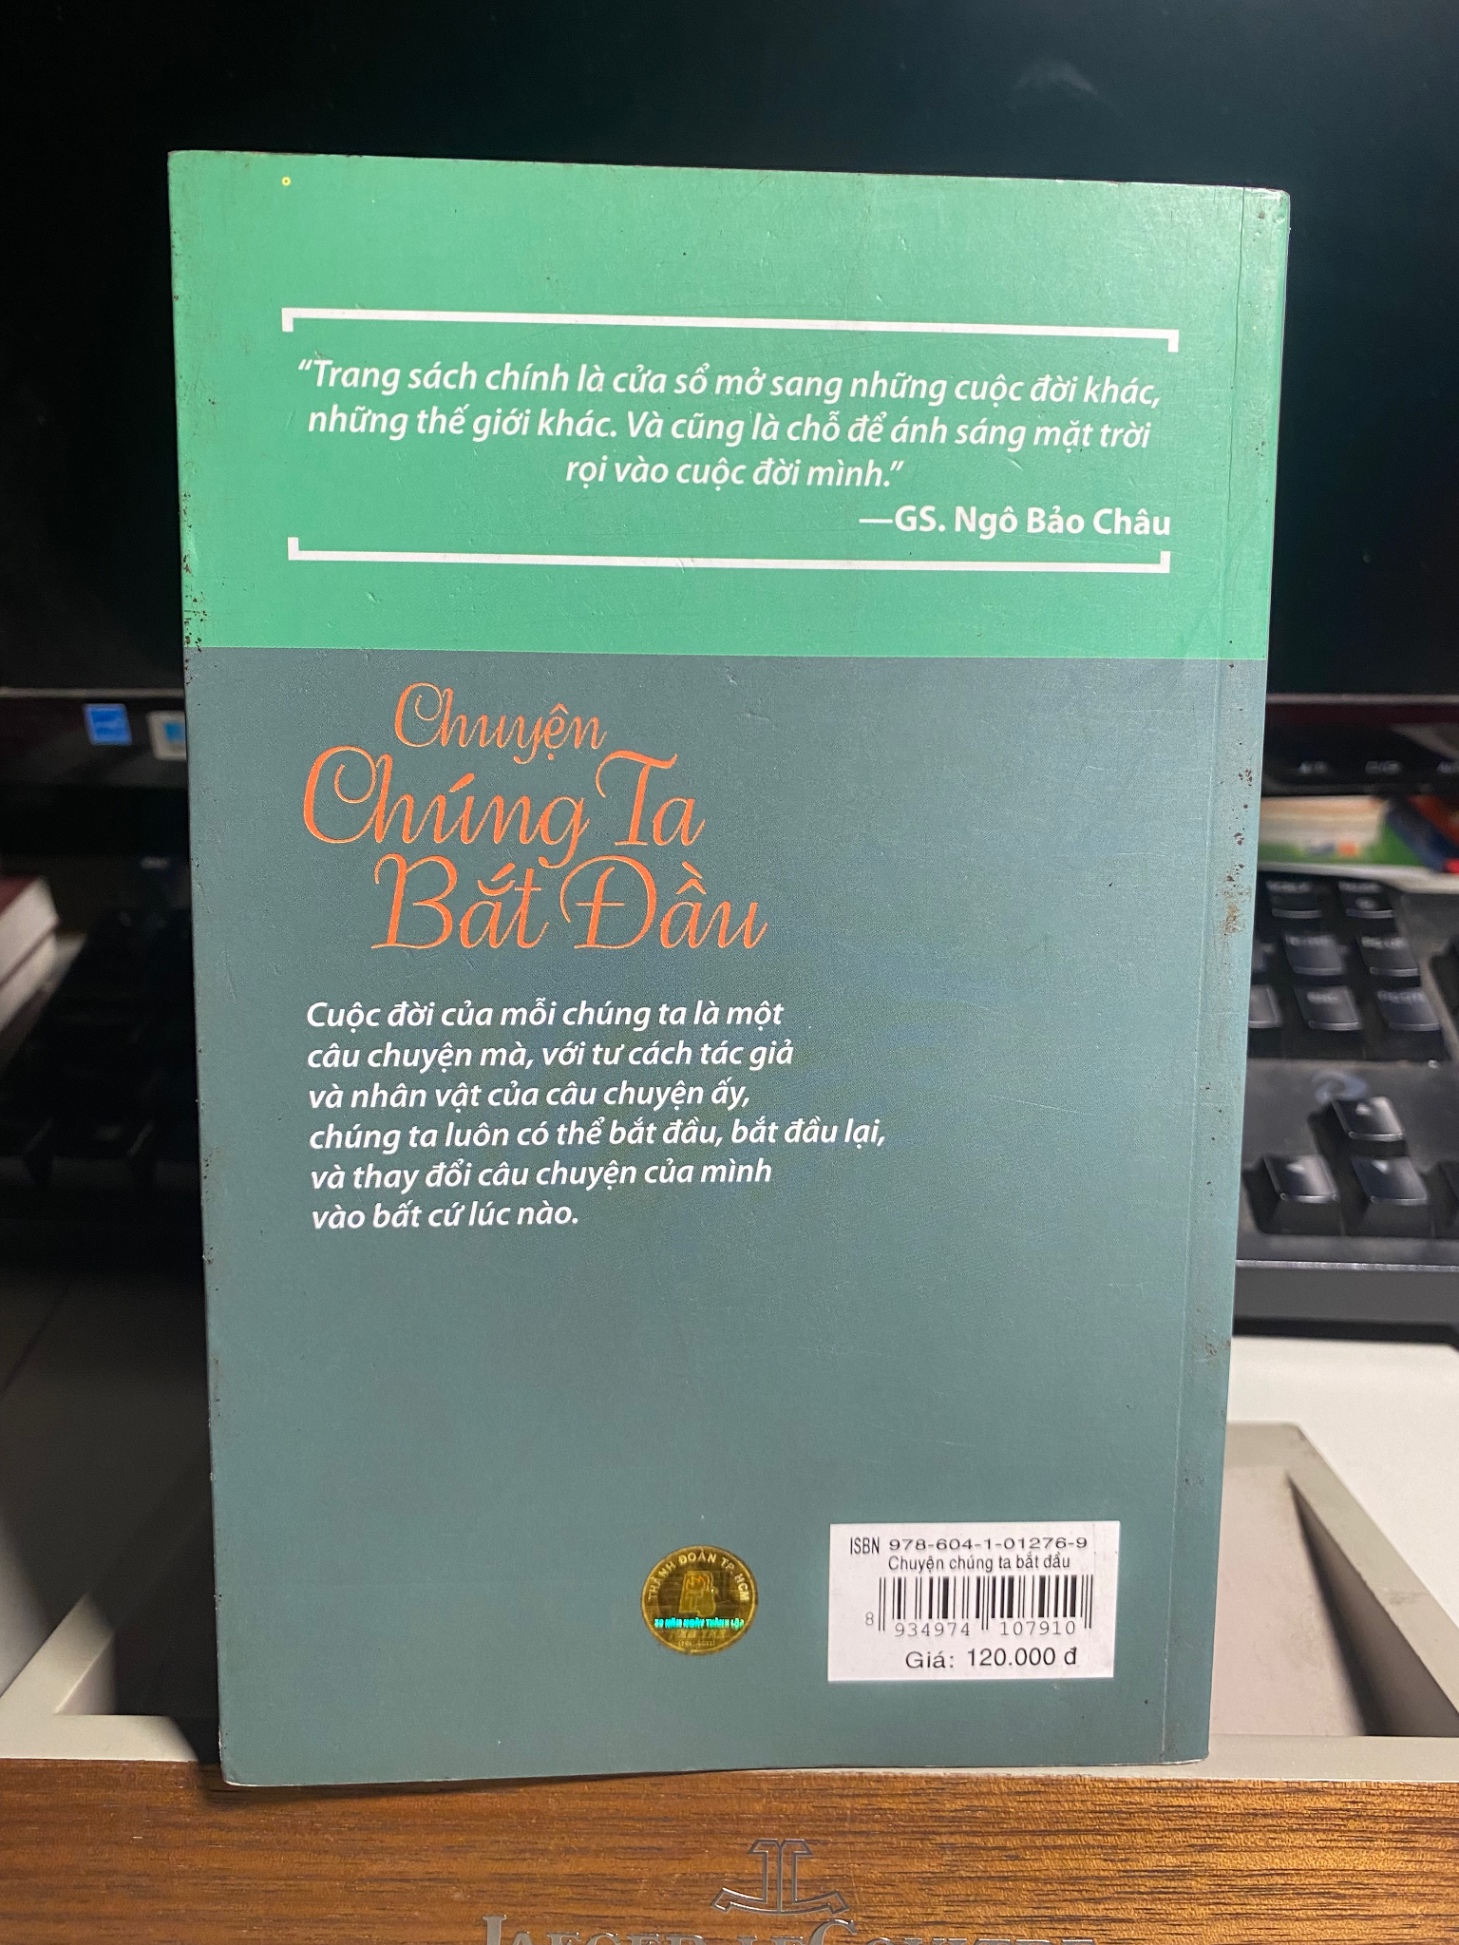 “Trang sách chính là cửa sổ mở sang những cuộc đời khác,
những thế giới khác. Và cũng là chỗ để ánh sáng mặt trời
rọi vào cuộc đời mình.”
—GS. Ngô Bảo Châu
Chuyện
Chúng Ta
Bắt Đầu
Cuộc đời của mỗi chúng ta là một
câu chuyện mà, với tư cách tác giả
và nhân vật của câu chuyện ấy,
chúng ta luôn có thể bắt đầu, bắt đầu lại,
và thay đổi câu chuyện của mình
vào bất cứ lúc nào.
THÀNH ĐOÀN TP. HCM
ISBN 978-604-1-01276-9
Chuyện chúng ta bắt đầu
8 934974 107910
Giá: 120.000 đ